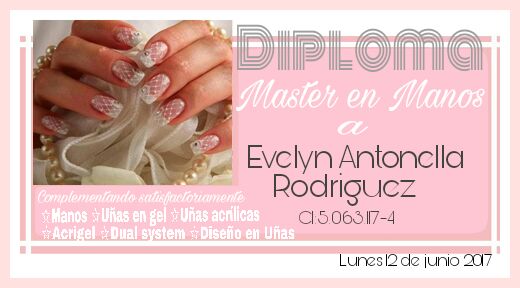 Diploma
Master en Manos
a
Evelyn Antonella
Rodriguez
CI 5.063.117-4
Complementando satisfactoriamente
☆Manos ☆Uñas en gel ☆Uñas acrílicas
☆Acrigel ☆Dual system ☆Diseño en Uñas
Lunes 12 de junio 2017